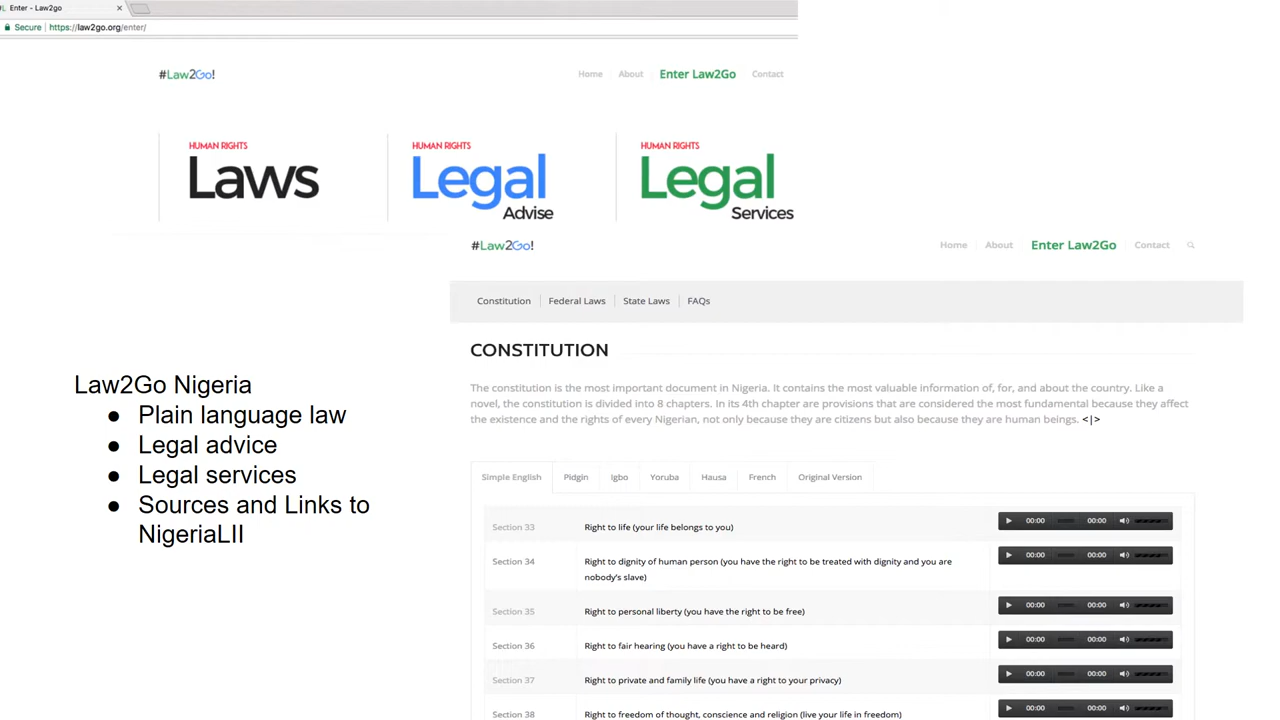 Enter - Law2go
Secure https://law2go.org/enter/
#Law2Go!
Home About Enter Law2Go Contact
HUMAN RIGHTS
Laws
HUMAN RIGHTS
Legal
Advise
HUMAN RIGHTS
Legal
Services
#Law2Go!
Home About Enter Law2Go Contact
Constitution Federal Laws State Laws FAQs
CONSTITUTION
The constitution is the most important document in Nigeria. It contains the most valuable information of, for, and about the country. Like a
novel, the constitution is divided into 8 chapters. In its 4th chapter are provisions that are considered the most fundamental because they affect
the existence and the rights of every Nigerian, not only because they are citizens but also because they are human beings. <|>
Simple English Pidgin Igbo Yoruba Hausa French Original Version
Section 33 Right to life (your life belongs to you) 00:00 00:00
Section 34 Right to dignity of human person (you have the right to be treated with dignity and you are
nobody's slave) 00:00 00:00
Section 35 Right to personal liberty (you have the right to be free) 00:00 00:00
Section 36 Right to fair hearing (you have a right to be heard) 00:00 00:00
Section 37 Right to private and family life (you have a right to your privacy) 00:00 00:00
Section 38 Right to freedom of thought, conscience and religion (live your life in freedom) 00:00 00:00
Law2Go Nigeria
● Plain language law
● Legal advice
● Legal services
● Sources and Links to
NigeriaLII